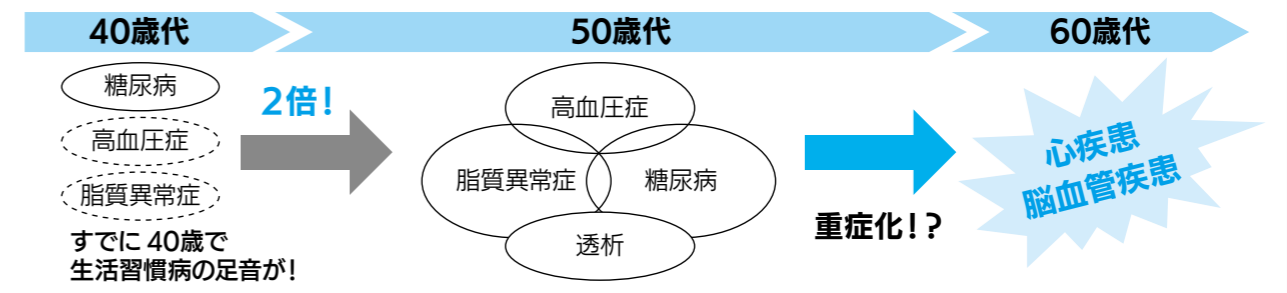 40歳代
50歳代
60歳代
糖尿病
高血圧症
脂質異常症
すでに 40歳で
生活習慣病の足音が!
2倍!
高血圧症
脂質異常症
糖尿病
透析
重症化!?
心疾患
脳血管疾患